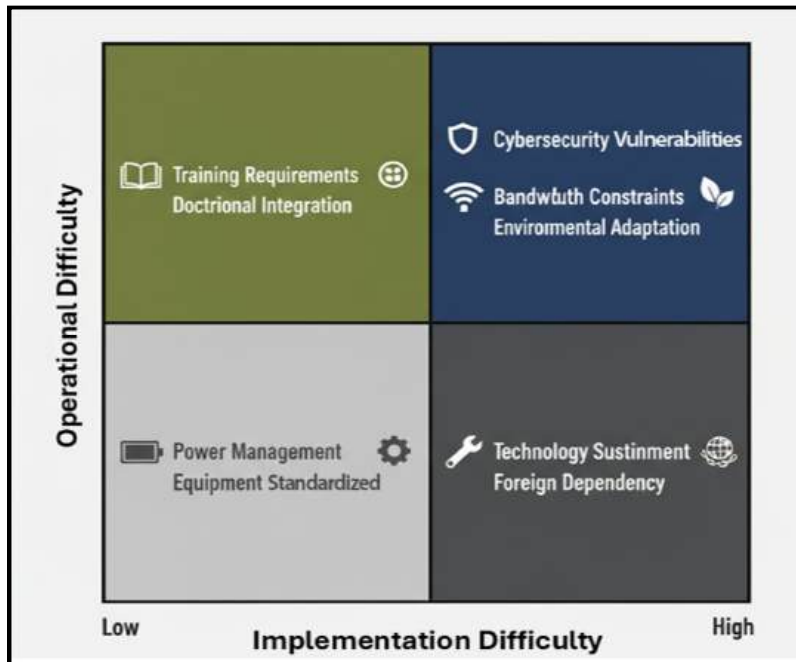 Operational Difficulty
Training Requirements
Doctrional Integration
Cybersecurity Vulnerabilities
Bandwfuth Constraints
Environmental Adaptation
Power Management
Equipment Standardized
Technology Sustinment
Foreign Dependency
Low
Implementation Difficulty
High